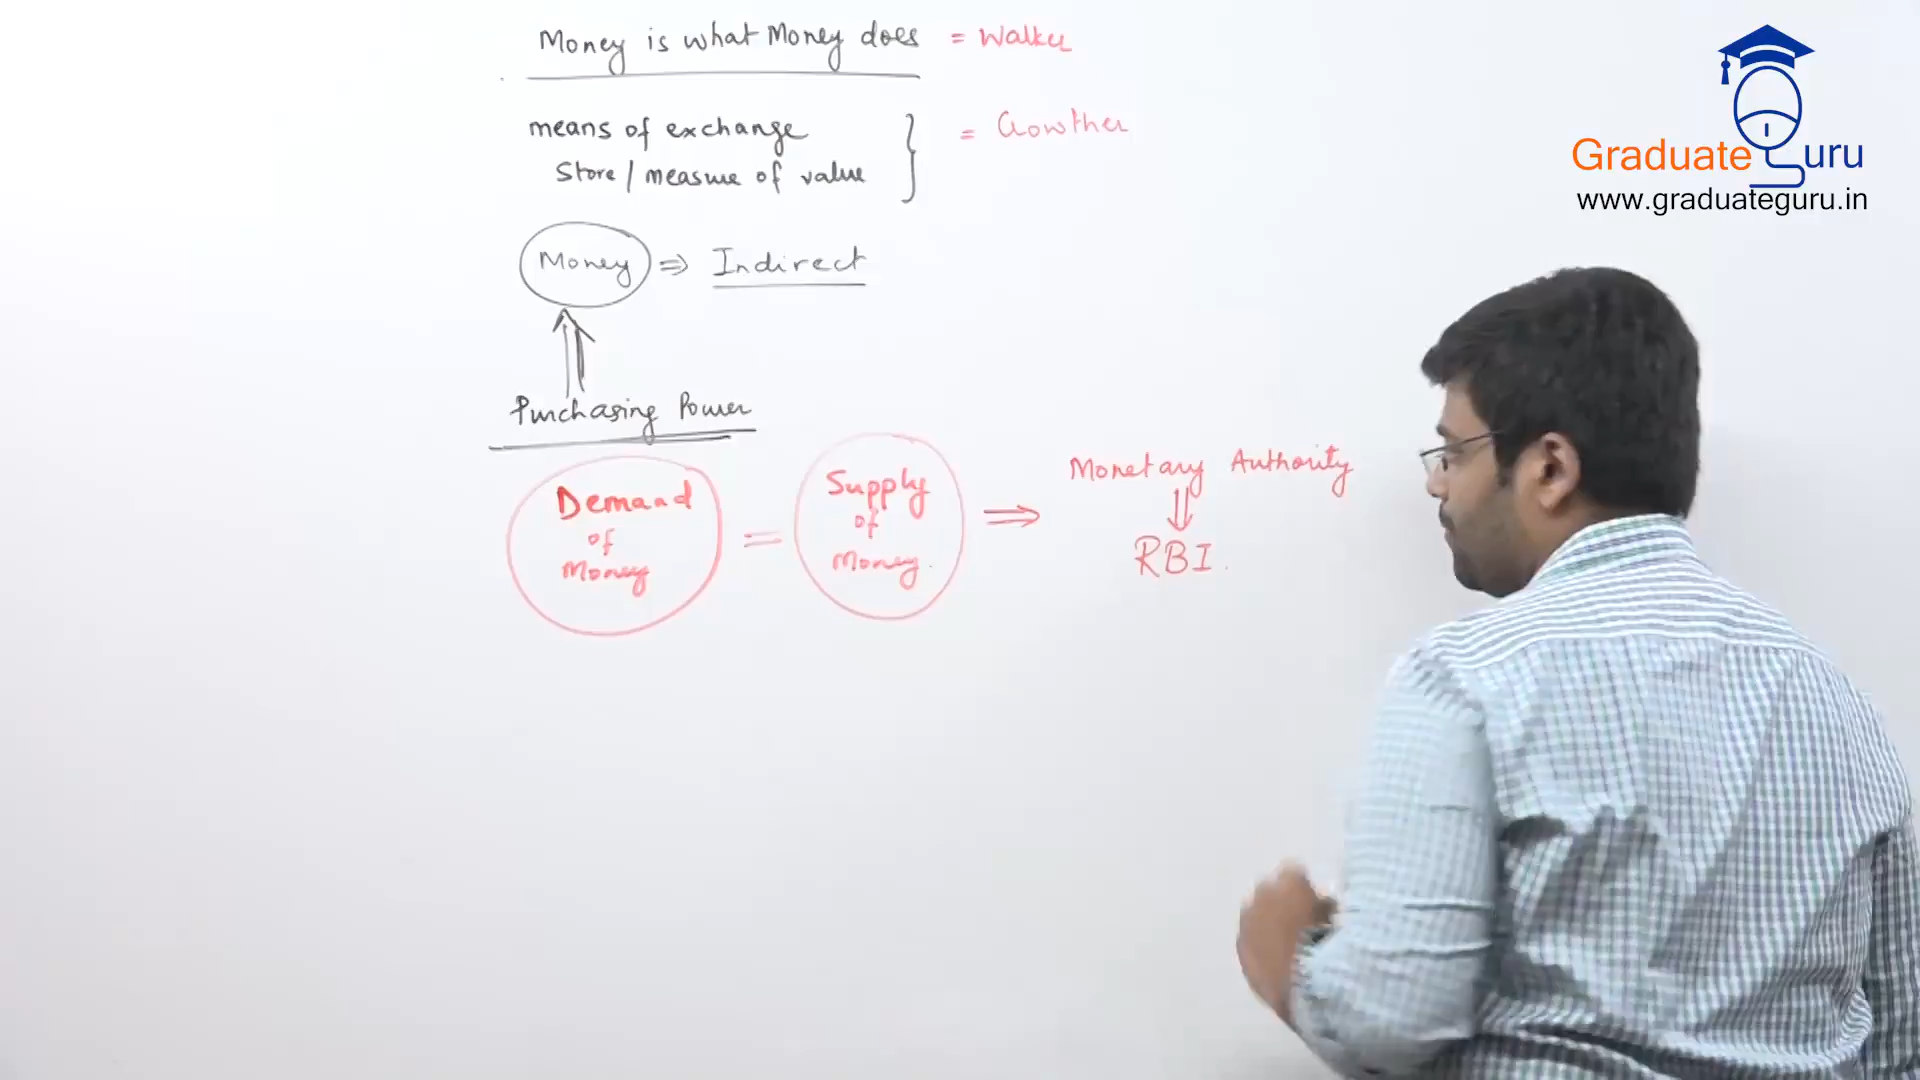 Money is what Money does = Walker
means of exchange
Store / measure of value
= Crowther
Money ⇒ Indirect
Purchasing Power
Demand of Money = Supply of Money ⇒ Monetary Authority
RBI.
Graduate Guru
www.graduateguru.in